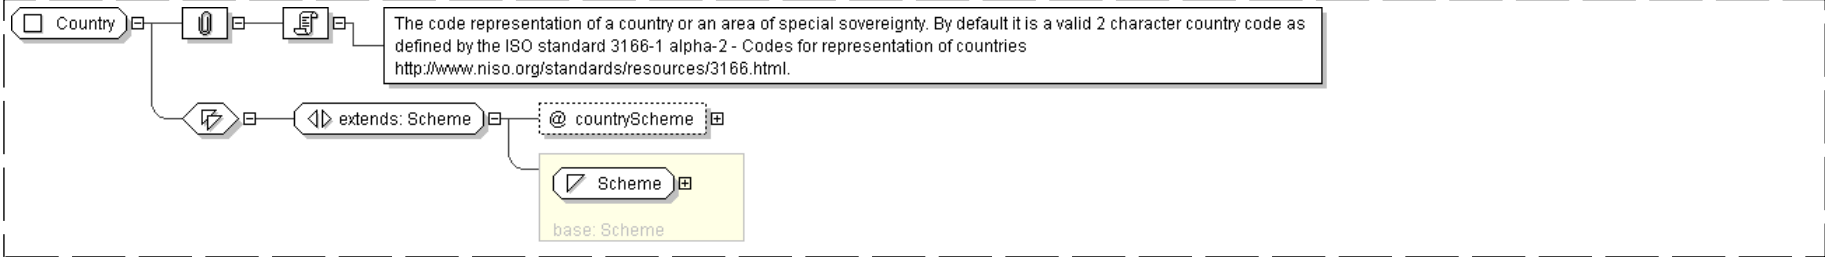 Country
The code representation of a country or an area of special sovereignty. By default it is a valid 2 character country code as
defined by the ISO standard 3166-1 alpha-2 - Codes for representation of countries
http://www.niso.org/standards/resources/3166.html.
extends: Scheme
@ countryScheme
Scheme
base: Scheme